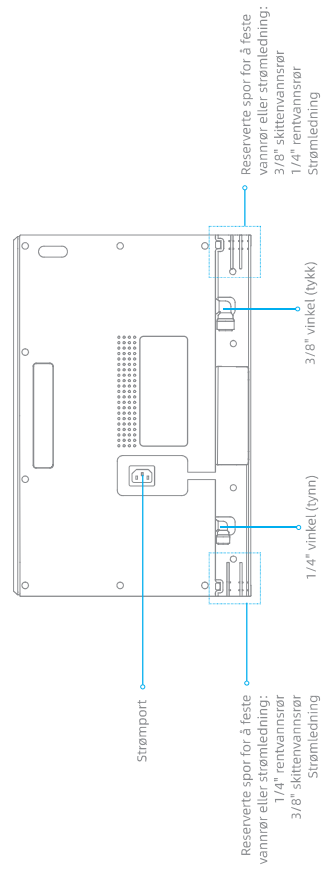 Reserverte spor for å feste
vannrør eller strømledning:
3/8" skittenvannsrør
1/4" rentvannsrør
Strømledning
3/8" vinkel (tykk)
1/4" vinkel (tynn)
Strømport
Reserverte spor for å feste
vannrør eller strømledning:
1/4" rentvannsrør
3/8" skittenvannsrør
Strømledning